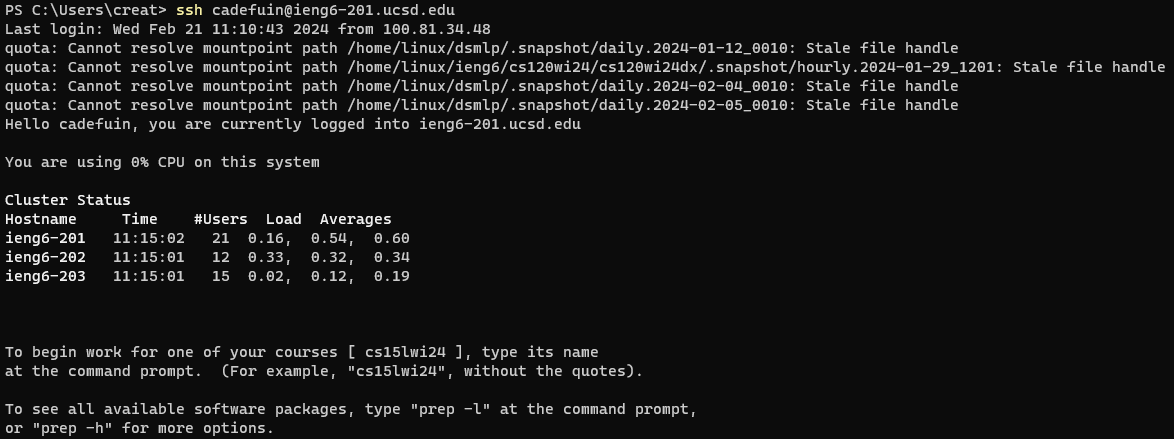 PS C:\Users\creat> ssh cadefuin@ieng6-201.ucsd.edu
Last login: Wed Feb 21 11:10:43 2024 from 100.81.34.48
quota: Cannot resolve mountpoint path /home/linux/dsmlp/.snapshot/daily.2024-01-12_0010: Stale file handle
quota: Cannot resolve mountpoint path /home/linux/ieng6/cs120wi24/cs120wi24dx/.snapshot/hourly.2024-01-29_1201: Stale file handle
quota: Cannot resolve mountpoint path /home/linux/dsmlp/.snapshot/daily.2024-02-04_0010: Stale file handle
quota: Cannot resolve mountpoint path /home/linux/dsmlp/.snapshot/daily.2024-02-05_0010: Stale file handle
Hello cadefuin, you are currently logged into ieng6-201.ucsd.edu
You are using 0% CPU on this system
Cluster Status
Hostname     Time    #Users  Load  Averages
ieng6-201   11:15:02   21  0.16,  0.54,  0.60
ieng6-202   11:15:01   12  0.33,  0.32,  0.34
ieng6-203   11:15:01   15  0.02,  0.12,  0.19
To begin work for one of your courses [ cs15lwi24 ], type its name
at the command prompt.  (For example, "cs15lwi24", without the quotes).
To see all available software packages, type "prep -l" at the command prompt,
or "prep -h" for more options.